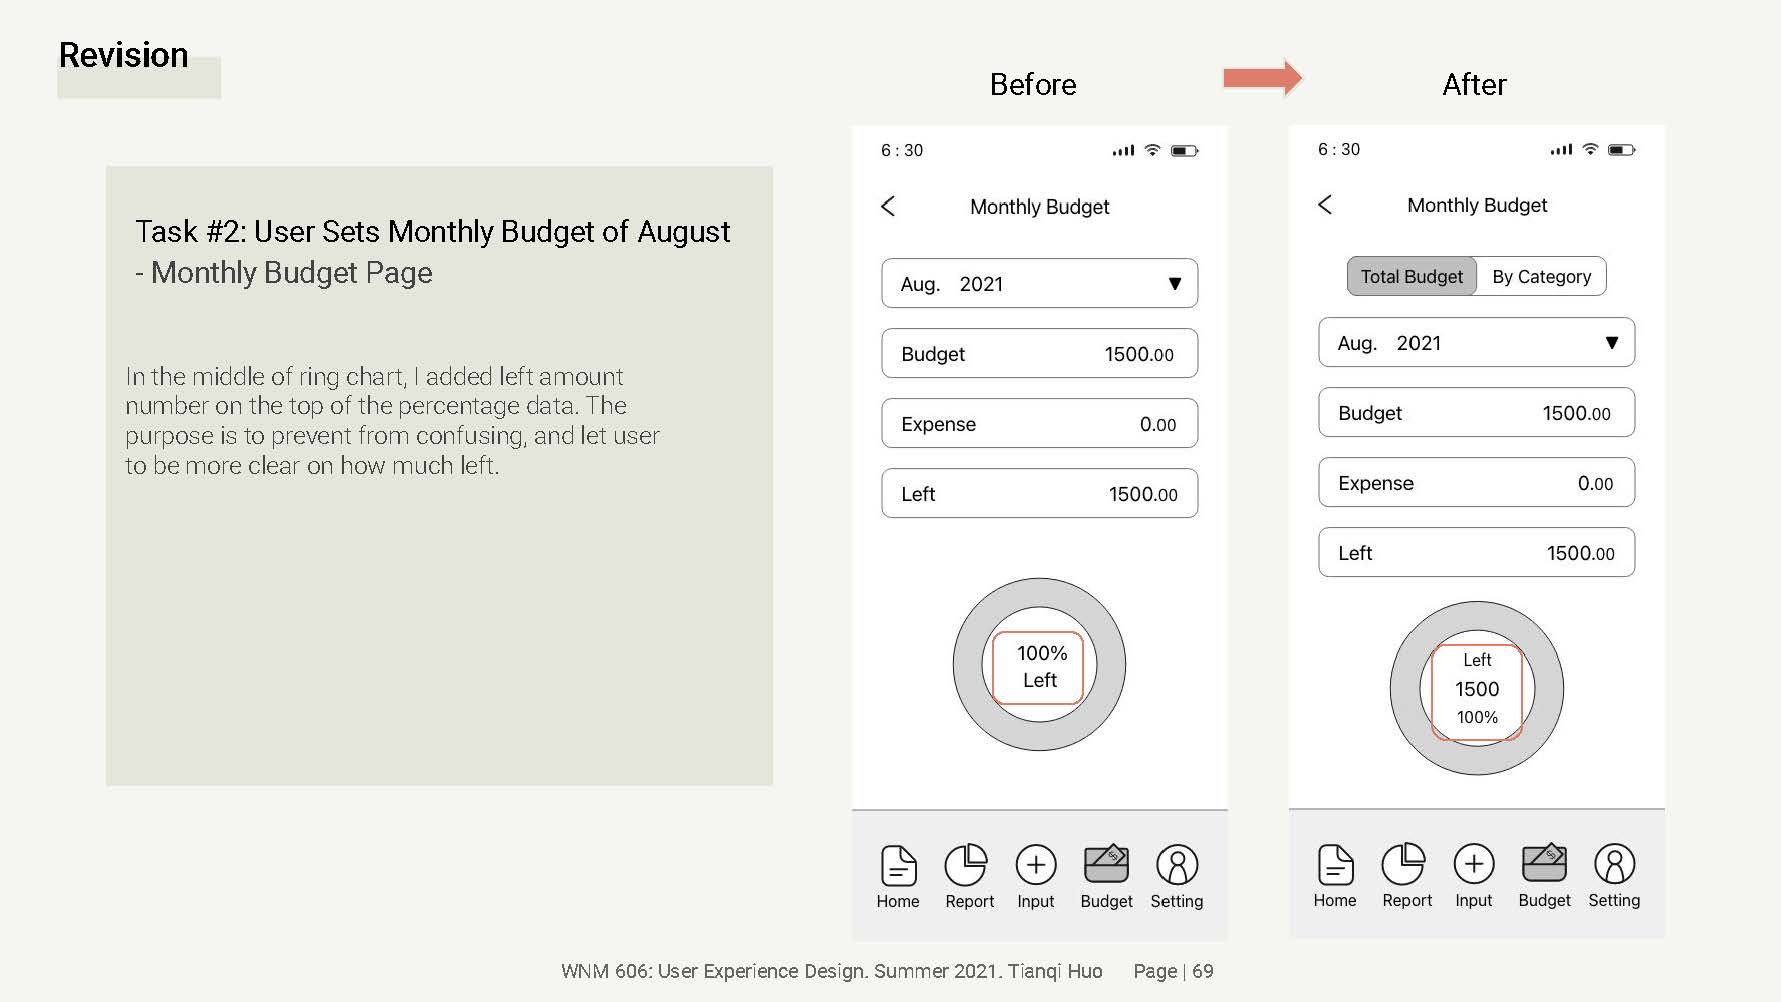 Revision
Before
After
Task #2: User Sets Monthly Budget of August
- Monthly Budget Page
In the middle of ring chart, I added left amount
number on the top of the percentage data. The
purpose is to prevent from confusing, and let user
to be more clear on how much left.
6 : 30
Monthly Budget
Aug. 2021
Budget 1500.00
Expense 0.00
Left 1500.00
100%
Left
Home Report Input Budget Setting
6 : 30
Monthly Budget
Total Budget By Category
Aug. 2021
Budget 1500.00
Expense 0.00
Left 1500.00
Left
1500
100%
Home Report Input Budget Setting
WNM 606: User Experience Design. Summer 2021. Tianqi Huo Page | 69